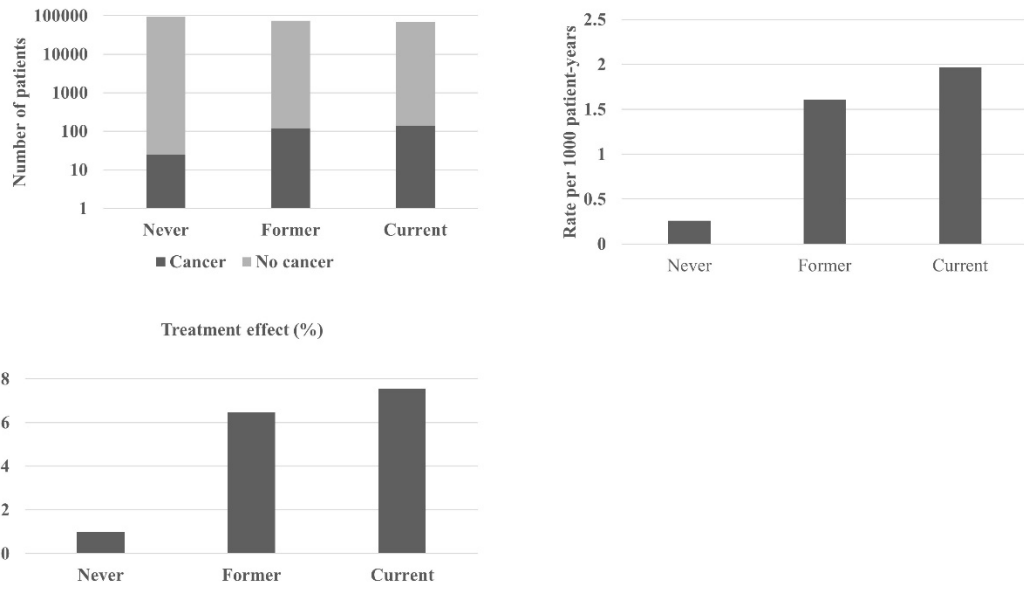 Number of patients
100000
10000
1000
100
10
1
Never Former Current
Cancer No cancer
Rate per 1000 patient-years
2.5
2
1.5
1
0.5
0
Never Former Current
Treatment effect (%)
8
6
4
2
0
Never Former Current